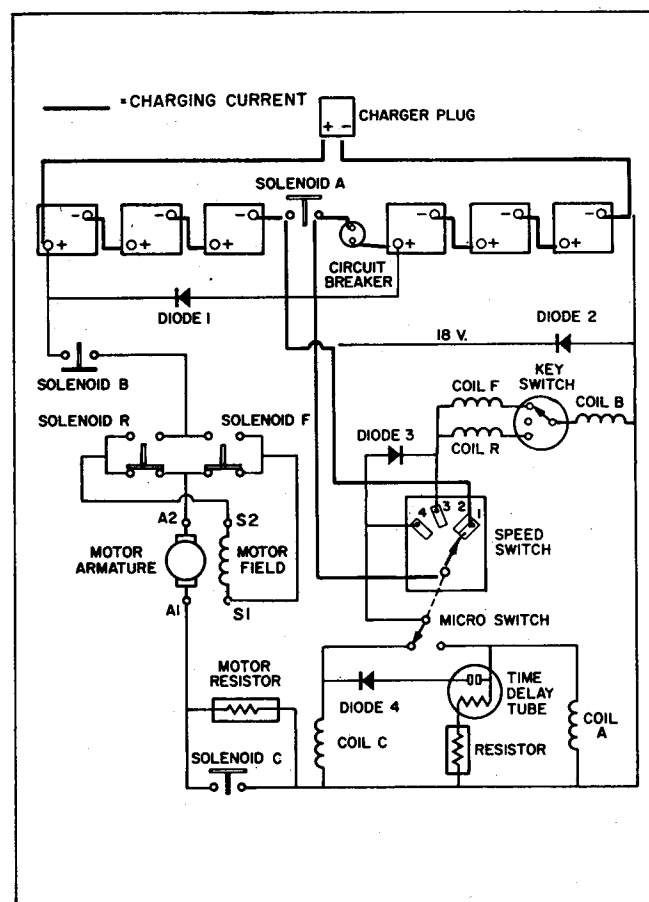 = CHARGING CURRENT
+ -
CHARGER PLUG
SOLENOID A
- - - + + +
+ + + - - -
CIRCUIT
BREAKER
DIODE 1
18 V.
DIODE 2
SOLENOID B
KEY
SWITCH
COIL F
COIL B
SOLENOID R
SOLENOID F
DIODE 3
COIL R
4 3 2 1
SPEED
SWITCH
A2 S2
MOTOR
ARMATURE
MOTOR
FIELD
A1 S1
MICRO SWITCH
MOTOR
RESISTOR
TIME
DELAY
TUBE
DIODE 4
COIL
A
COIL C
RESISTOR
SOLENOID C